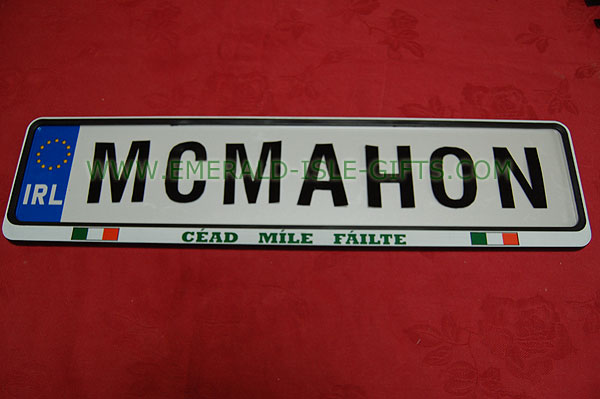 MCMAHON
WWW.EMERALD-ISLE-GIFTS.COM
IRL
CÉAD MÍLE FÁILTE